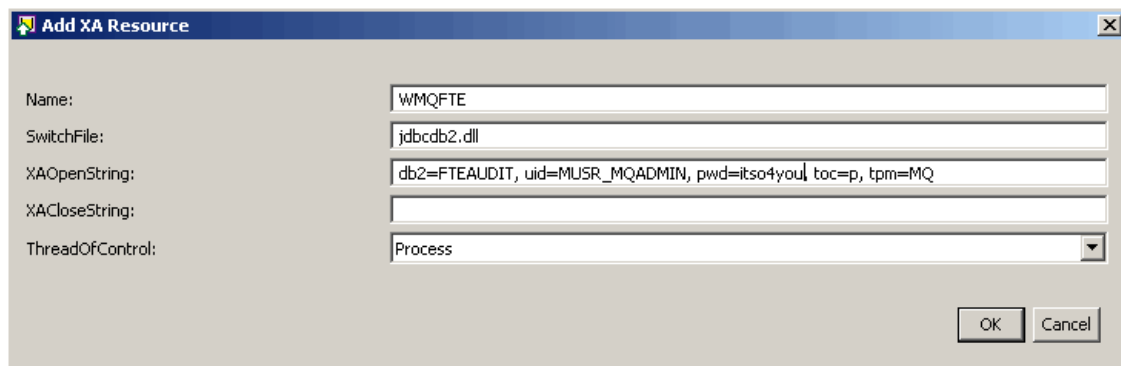 Add XA Resource
Name: WMQFTE
SwitchFile: jdbcdb2.dll
XAOpenString: db2=FTEAUDIT, uid=MUSR_MQADMIN, pwd=itso4you, toc=p, tpm=MQ
XACloseString:
ThreadOfControl: Process
OK Cancel